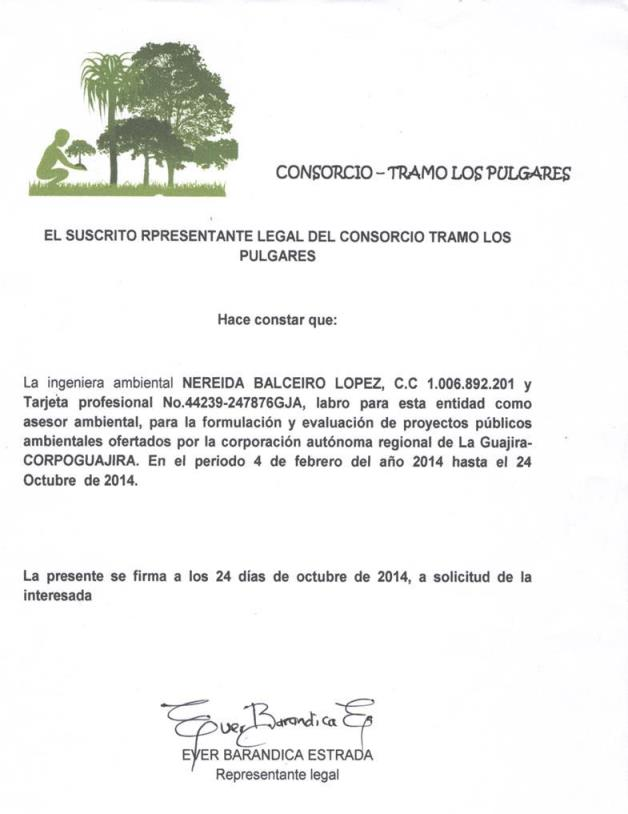 CONSORCIO – TRAMO LOS PULGARES
EL SUSCRITO RPRESENTANTE LEGAL DEL CONSORCIO TRAMO LOS
PULGARES
Hace constar que:
La ingeniera ambiental NEREIDA BALCEIRO LOPEZ, C.C 1.006.892.201 y
Tarjeta profesional No.44239-247876GJA, labro para esta entidad como
asesor ambiental, para la formulación y evaluación de proyectos públicos
ambientales ofertados por la corporación autónoma regional de La Guajira-
CORPOGUAJIRA. En el periodo 4 de febrero del año 2014 hasta el 24
Octubre de 2014.
La presente se firma a los 24 días de octubre de 2014, a solicitud de la
interesada
Ever Barandica Es
EVER BARANDICA ESTRADA
Representante legal